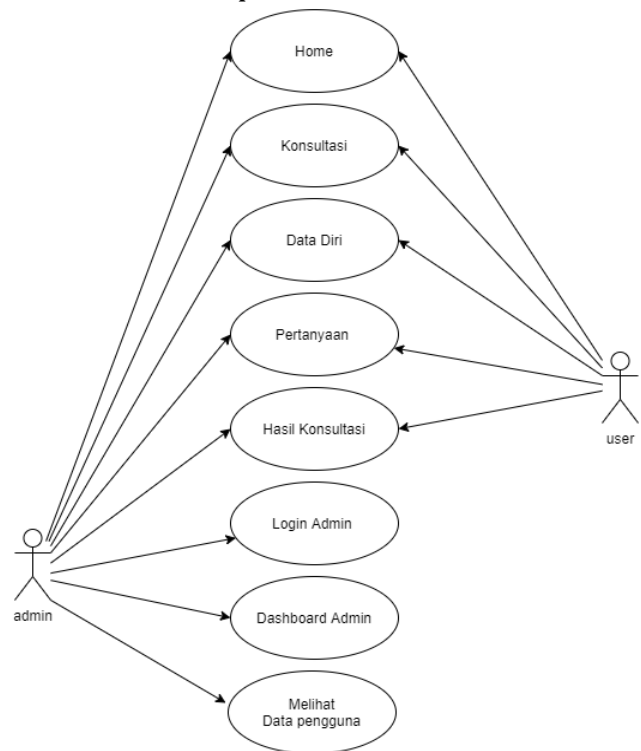 Home
Konsultasi
Data Diri
Pertanyaan
Hasil Konsultasi
user
Login Admin
admin
Dashboard Admin
Melihat
Data pengguna